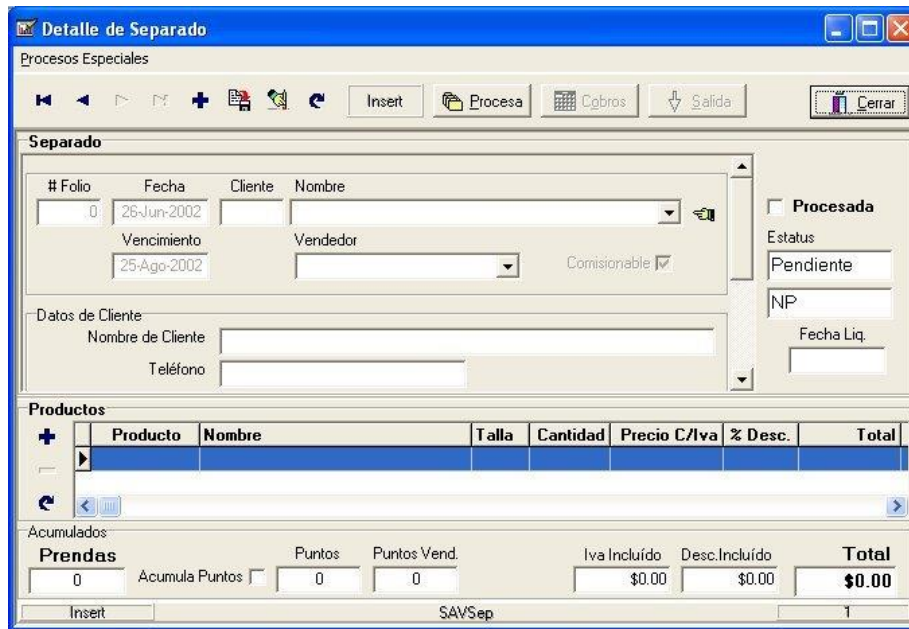 Detalle de Separado
Procesos Especiales
Insert Procesa Cobros Salida Cerrar
Separado
# Folio Fecha Cliente Nombre
0 26-Jun-2002
Procesada
Vencimiento Vendedor
Estatus
25-Ago-2002 Comisionable
Pendiente
NP
Datos de Cliente
Nombre de Cliente
Fecha Liq.
Teléfono
Productos
Producto Nombre Talla Cantidad Precio C/Iva % Desc. Total
Acumulados
Prendas Puntos Puntos Vend. Iva Incluído Desc.Incluído Total
0 Acumula Puntos 0 0 $0.00 $0.00 $0.00
Insert SAVSep 1